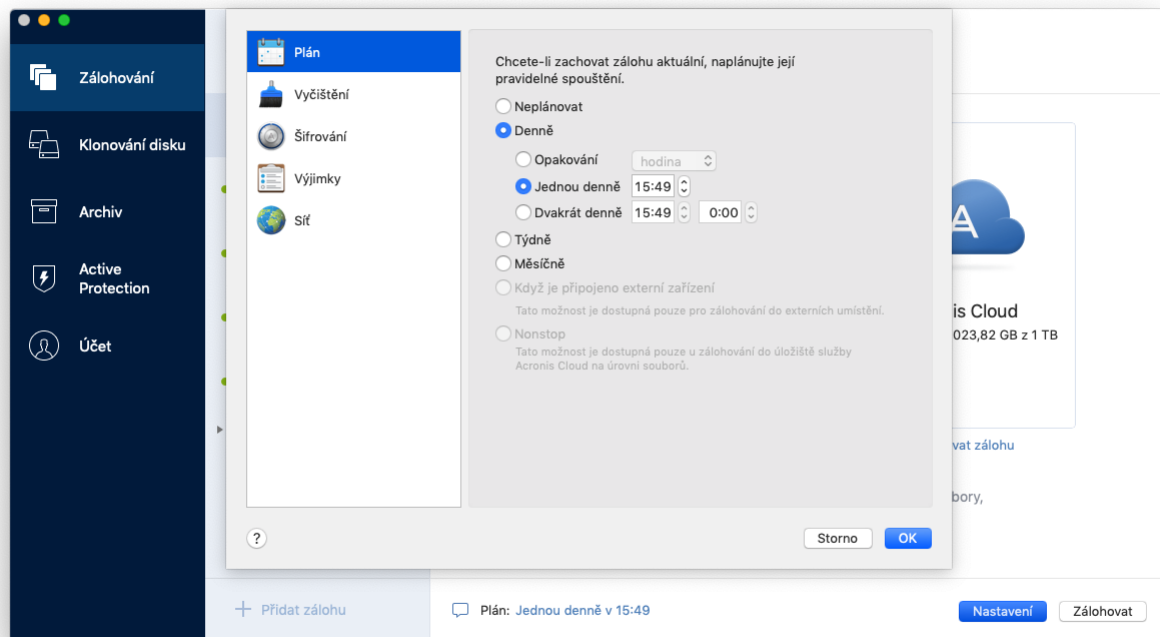 Zálohování
Klonování disku
Archiv
Active
Protection
Účet
Plán
Vyčištění
Šifrování
Výjimky
Síť
Chcete-li zachovat zálohu aktuální, naplánujte její
pravidelné spouštění.
Neplánovat
Denně
Opakování hodina
Jednou denně 15:49
Dvakrát denně 15:49 0:00
Týdně
Měsíčně
Když je připojeno externí zařízení
Tato možnost je dostupná pouze pro zálohování do externích umístění.
Nonstop
Tato možnost je dostupná pouze u zálohování do úložiště služby
Acronis Cloud na úrovni souborů.
?
Storno
OK
A
is Cloud
023,82 GB z 1 TB
vat zálohu
bory,
Přidat zálohu
Plán: Jednou denně v 15:49
Nastavení
Zálohovat